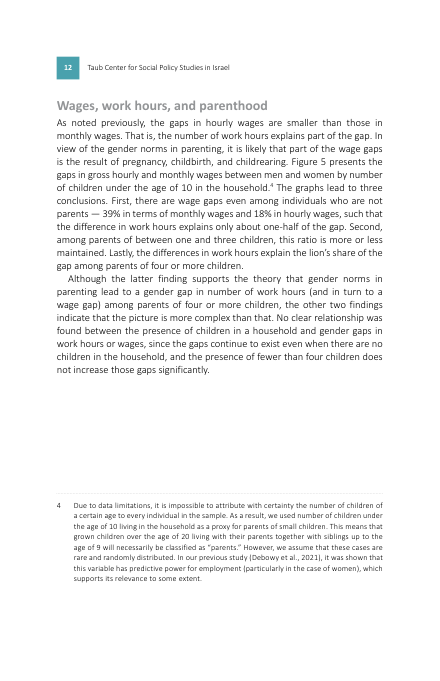 12 Taub Center for Social Policy Studies in Israel
Wages, work hours, and parenthood
As noted previously, the gaps in hourly wages are smaller than those in
monthly wages. That is, the number of work hours explains part of the gap. In
view of the gender norms in parenting, it is likely that part of the wage gaps
is the result of pregnancy, childbirth, and childrearing. Figure 5 presents the
gaps in gross hourly and monthly wages between men and women by number
of children under the age of 10 in the household.4 The graphs lead to three
conclusions. First, there are wage gaps even among individuals who are not
parents — 39% in terms of monthly wages and 18% in hourly wages, such that
the difference in work hours explains only about one-half of the gap. Second,
among parents of between one and three children, this ratio is more or less
maintained. Lastly, the differences in work hours explain the lion's share of the
gap among parents of four or more children.
Although the latter finding supports the theory that gender norms in
parenting lead to a gender gap in number of work hours (and in turn to a
wage gap) among parents of four or more children, the other two findings
indicate that the picture is more complex than that. No clear relationship was
found between the presence of children in a household and gender gaps in
work hours or wages, since the gaps continue to exist even when there are no
children in the household, and the presence of fewer than four children does
not increase those gaps significantly.
4 Due to data limitations, it is impossible to attribute with certainty the number of children of
a certain age to every individual in the sample. As a result, we used number of children under
the age of 10 living in the household as a proxy for parents of small children. This means that
grown children over the age of 20 living with their parents together with siblings up to the
age of 9 will necessarily be classified as “parents.” However, we assume that these cases are
rare and randomly distributed. In our previous study (Debowy et al., 2021), it was shown that
this variable has predictive power for employment (particularly in the case of women), which
supports its relevance to some extent.